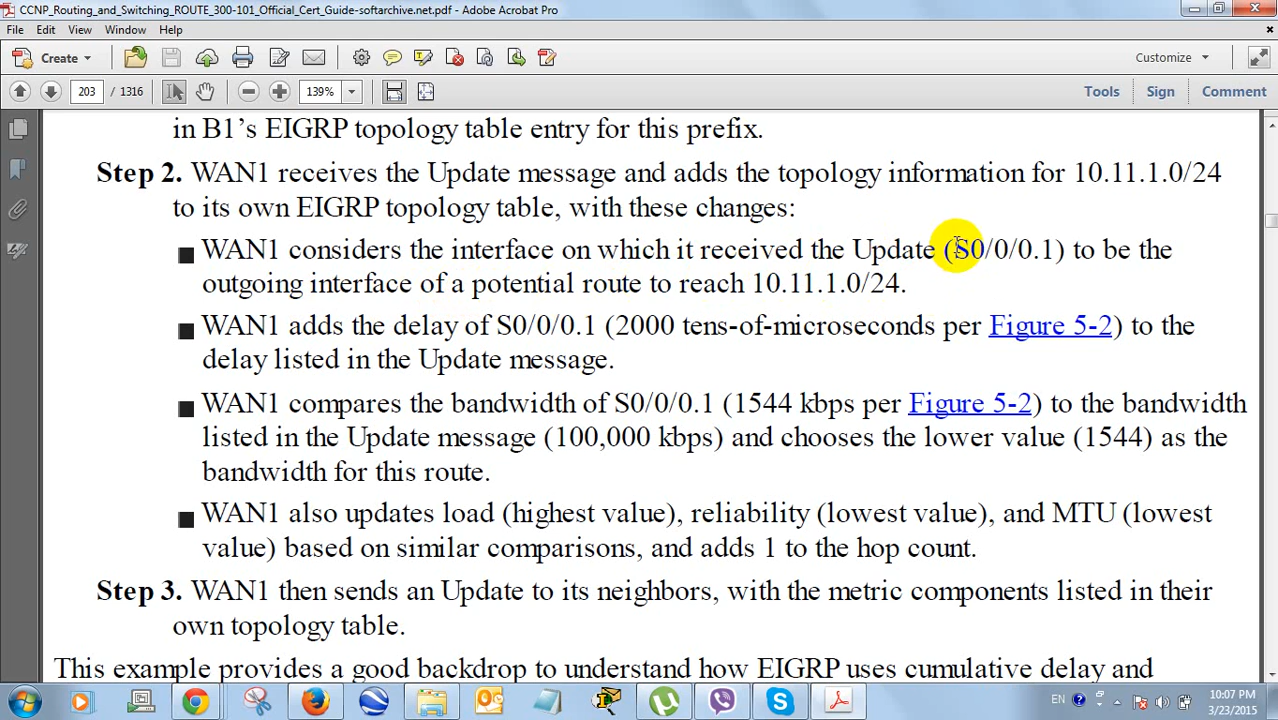 CCNP_Routing_and_Switching_ROUTE_300-101_Official_Cert_Guide-softarchive.net.pdf - Adobe Acrobat Pro
File Edit View Window Help
Create Customize
203 / 1316 139% Tools Sign Comment
in B1’s EIGRP topology table entry for this prefix.
Step 2. WAN1 receives the Update message and adds the topology information for 10.11.1.0/24
to its own EIGRP topology table, with these changes:
■ WAN1 considers the interface on which it received the Update (S0/0/0.1) to be the
outgoing interface of a potential route to reach 10.11.1.0/24.
■ WAN1 adds the delay of S0/0/0.1 (2000 tens-of-microseconds per Figure 5-2) to the
delay listed in the Update message.
■ WAN1 compares the bandwidth of S0/0/0.1 (1544 kbps per Figure 5-2) to the bandwidth
listed in the Update message (100,000 kbps) and chooses the lower value (1544) as the
bandwidth for this route.
■ WAN1 also updates load (highest value), reliability (lowest value), and MTU (lowest
value) based on similar comparisons, and adds 1 to the hop count.
Step 3. WAN1 then sends an Update to its neighbors, with the metric components listed in their
own topology table.
This example provides a good backdrop to understand how EIGRP uses cumulative delay and
EN 10:07 PM
3/23/2015